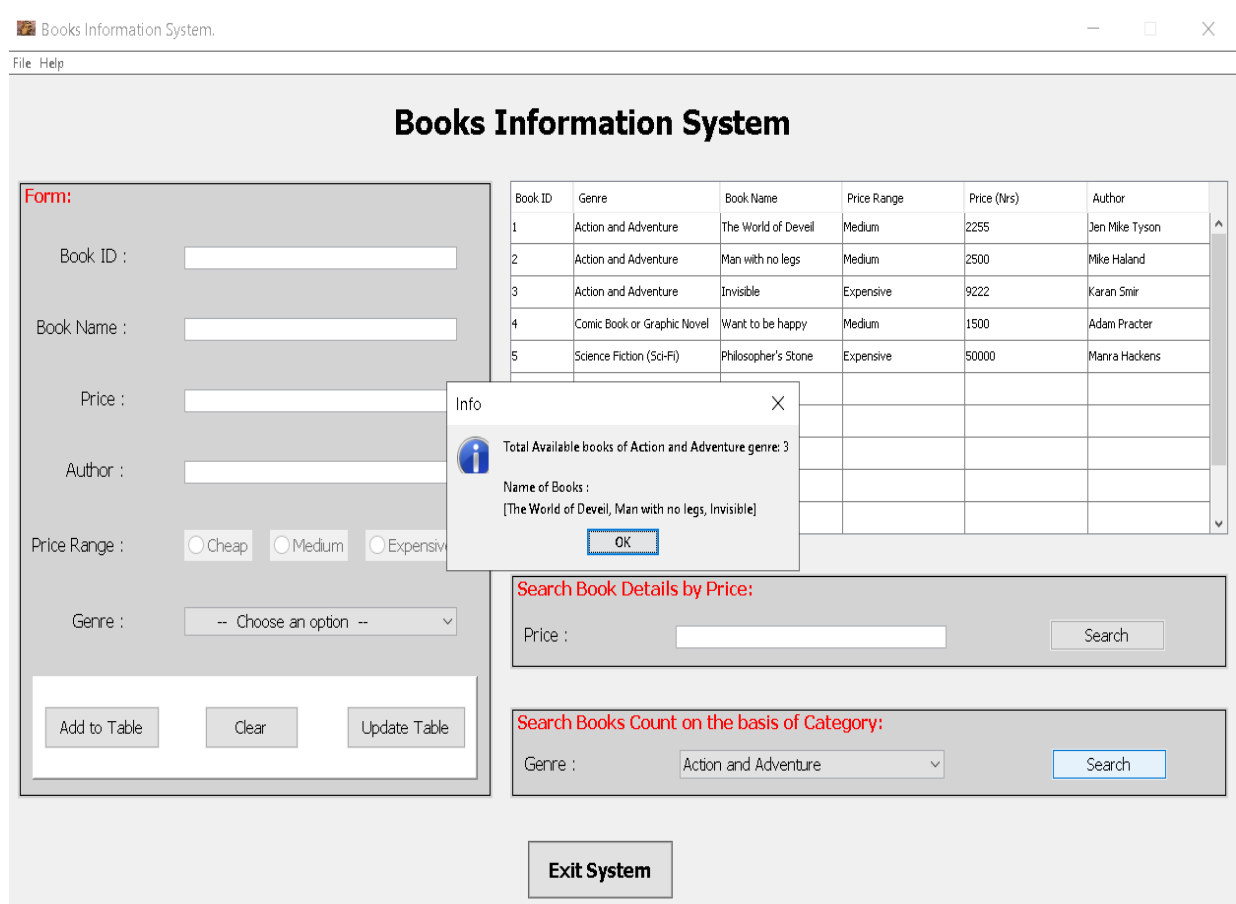 Books Information System.
File Help
Books Information System
Form:
Book ID :
Book Name :
Price :
Author :
Price Range :
Cheap Medium Expensiv
Genre :
-- Choose an option --
Add to Table Clear Update Table
Book ID Genre Book Name Price Range Price (Nrs) Author
1 Action and Adventure The World of Deveil Medium 2255 Jen Mike Tyson
2 Action and Adventure Man with no legs Medium 2500 Mike Haland
3 Action and Adventure Invisible Expensive 9222 Karan Smir
4 Comic Book or Graphic Novel Want to be happy Medium 1500 Adam Practer
5 Science Fiction (Sci-Fi) Philosopher's Stone Expensive 50000 Manra Hackens
Info
Total Available books of Action and Adventure genre: 3
Name of Books :
[The World of Deveil, Man with no legs, Invisible]
OK
Search Book Details by Price:
Price : Search
Search Books Count on the basis of Category:
Genre : Action and Adventure Search
Exit System